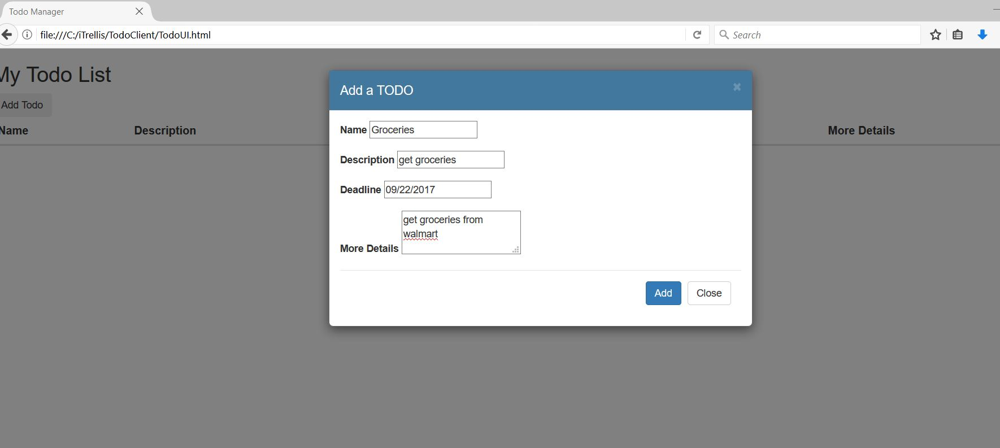 Todo Manager
file:///C:/iTrellis/TodoClient/TodoUI.html
Search
My Todo List
Add Todo
Name Description More Details
Add a TODO
Name Groceries
Description get groceries
Deadline 09/22/2017
More Details get groceries from
walmart
Add Close